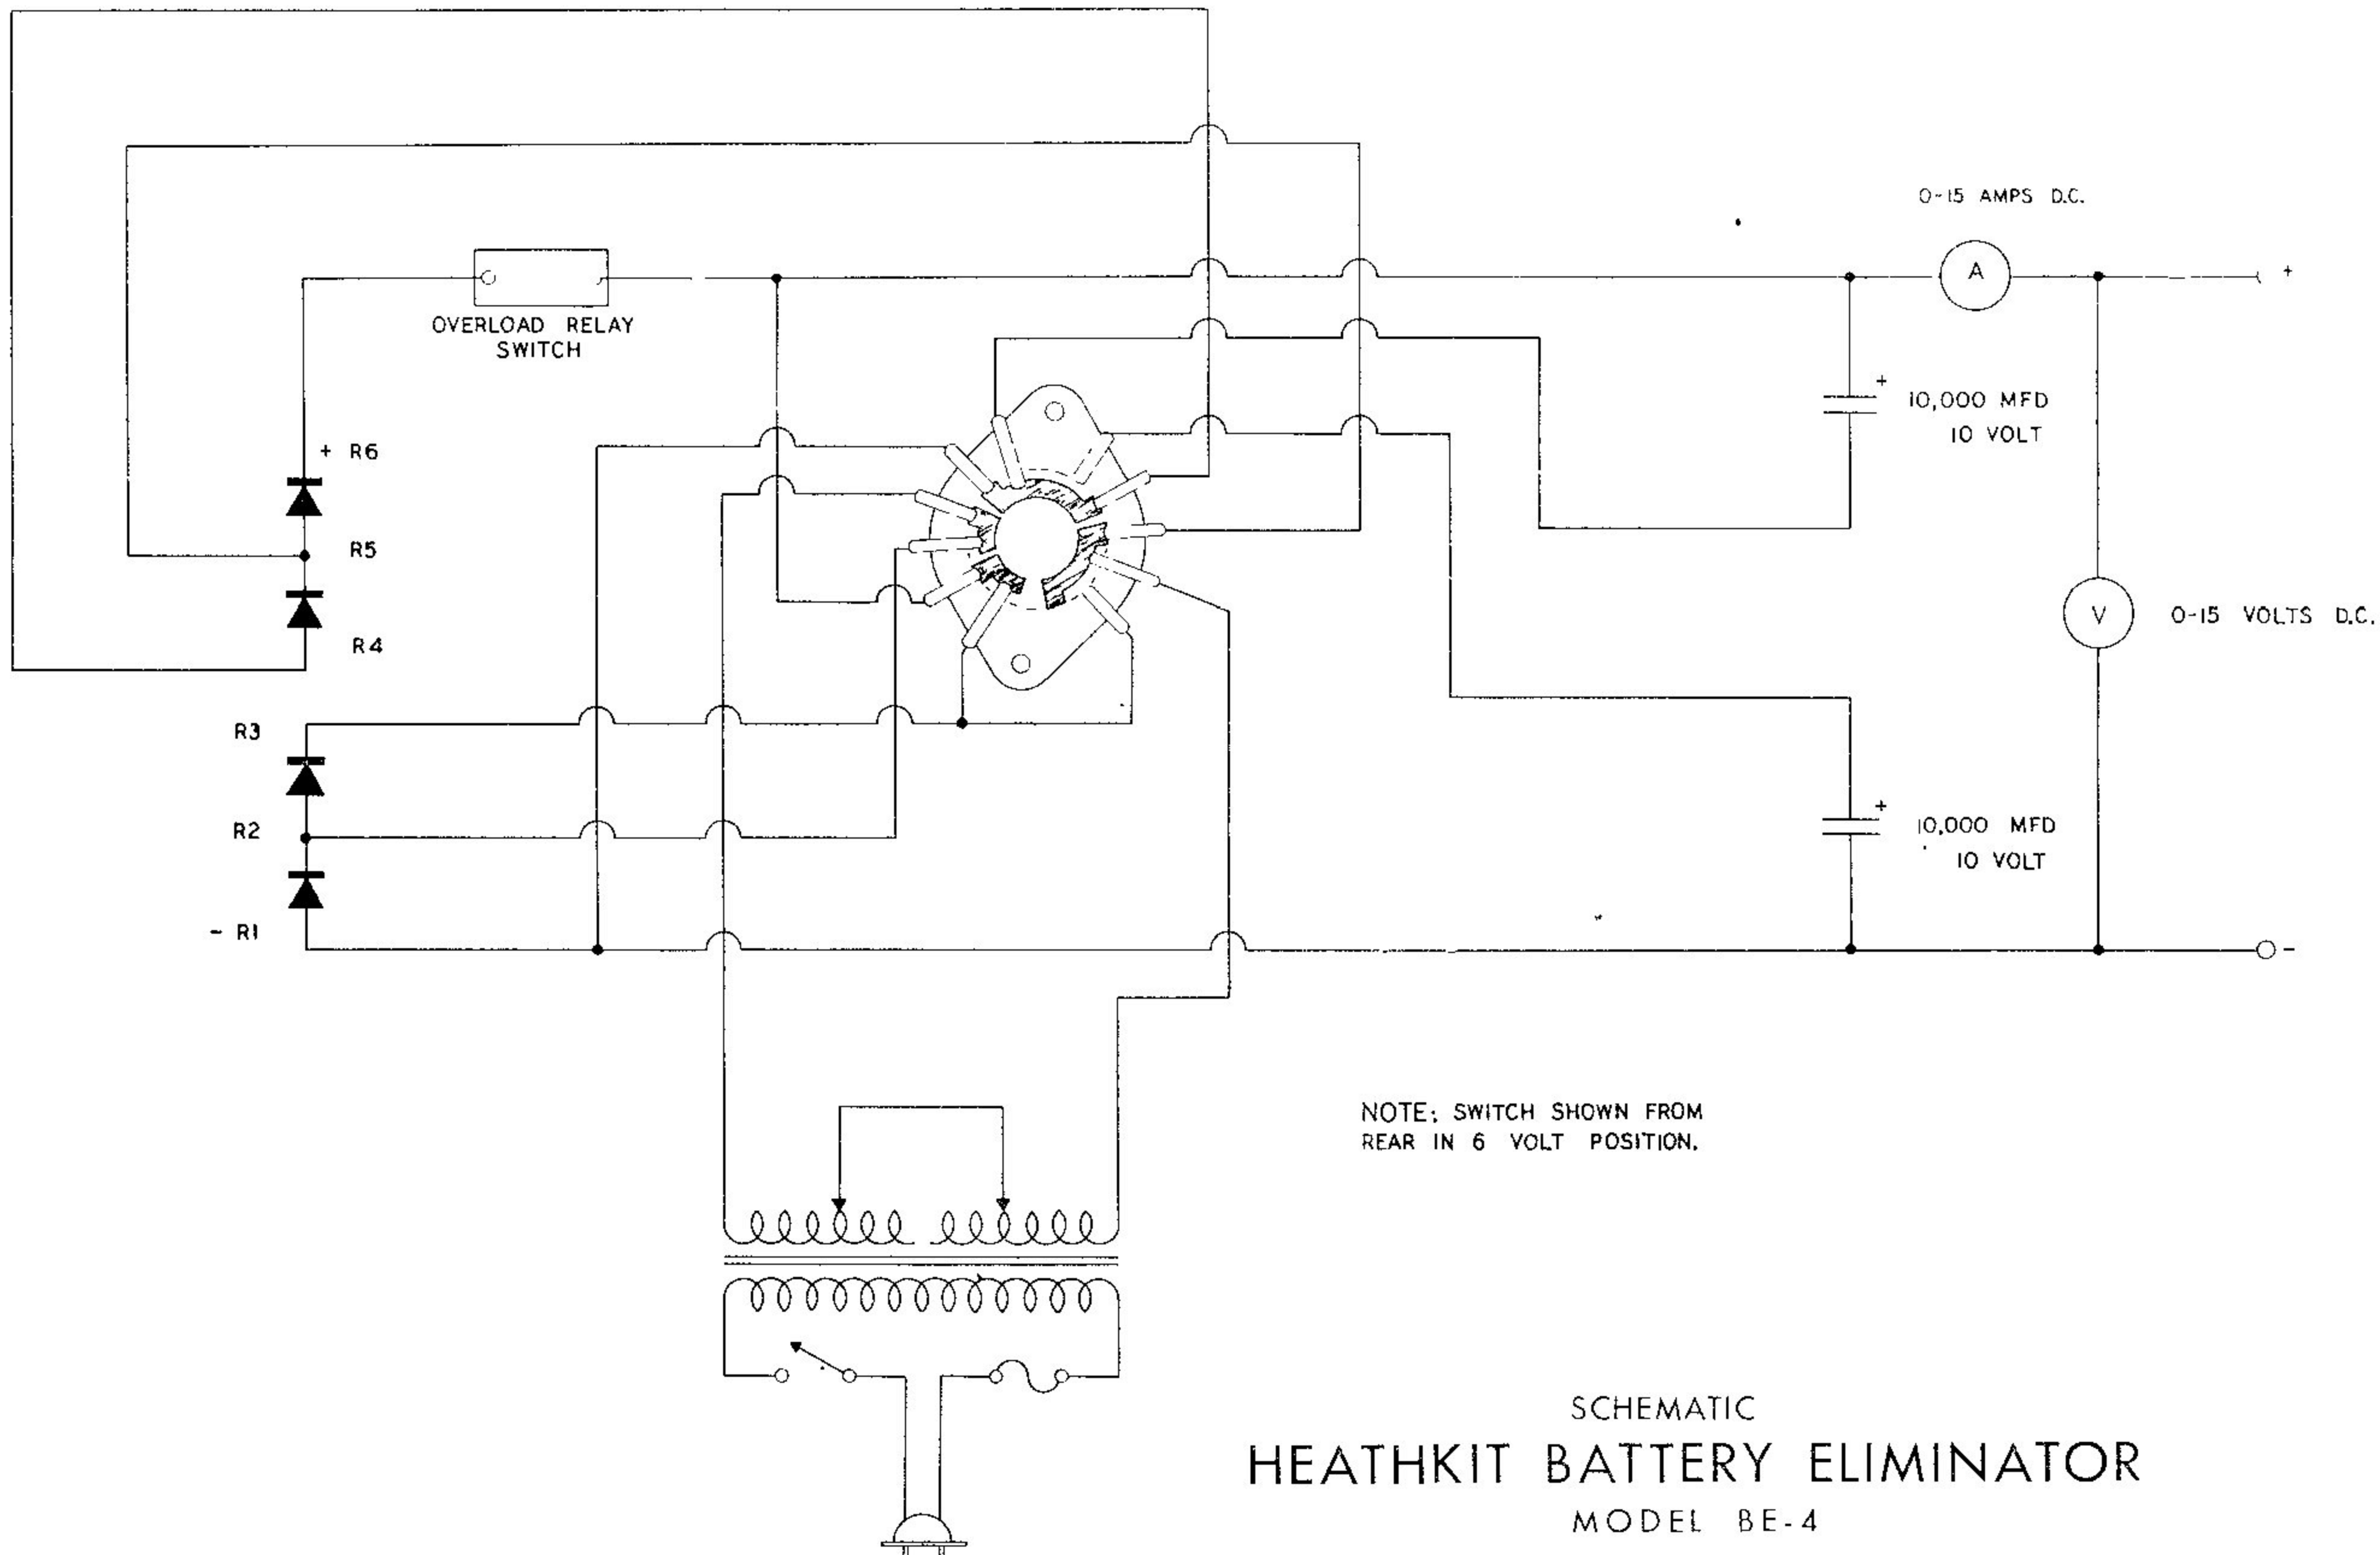 0-15 AMPS D.C.
A
+
OVERLOAD RELAY
SWITCH
+
10,000 MFD
10 VOLT
+ R6
R5
R4
V
0-15 VOLTS D.C.
R3
R2
- R1
+
10,000 MFD
10 VOLT
-
NOTE; SWITCH SHOWN FROM
REAR IN 6 VOLT POSITION.
SCHEMATIC
HEATHKIT BATTERY ELIMINATOR
MODEL BE-4